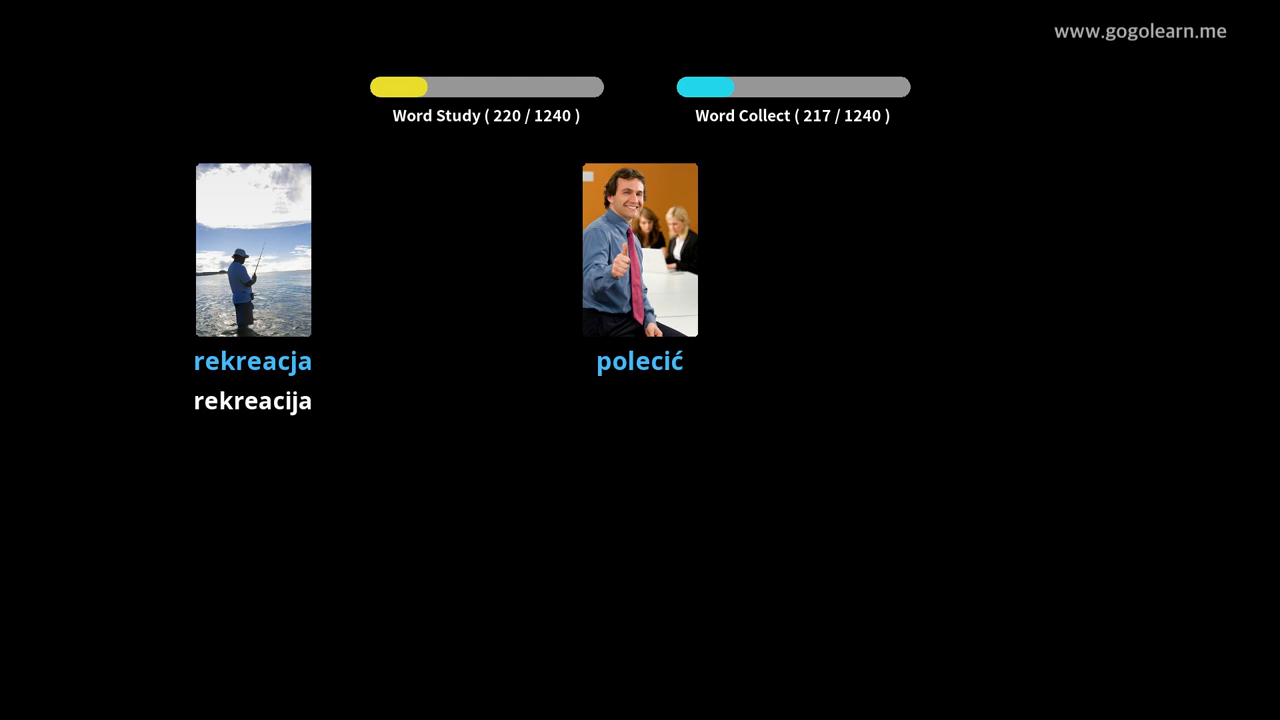 www.gogolearn.me
Word Study ( 220 / 1240 )
Word Collect ( 217 / 1240 )
rekreacja
polecić
rekreacija